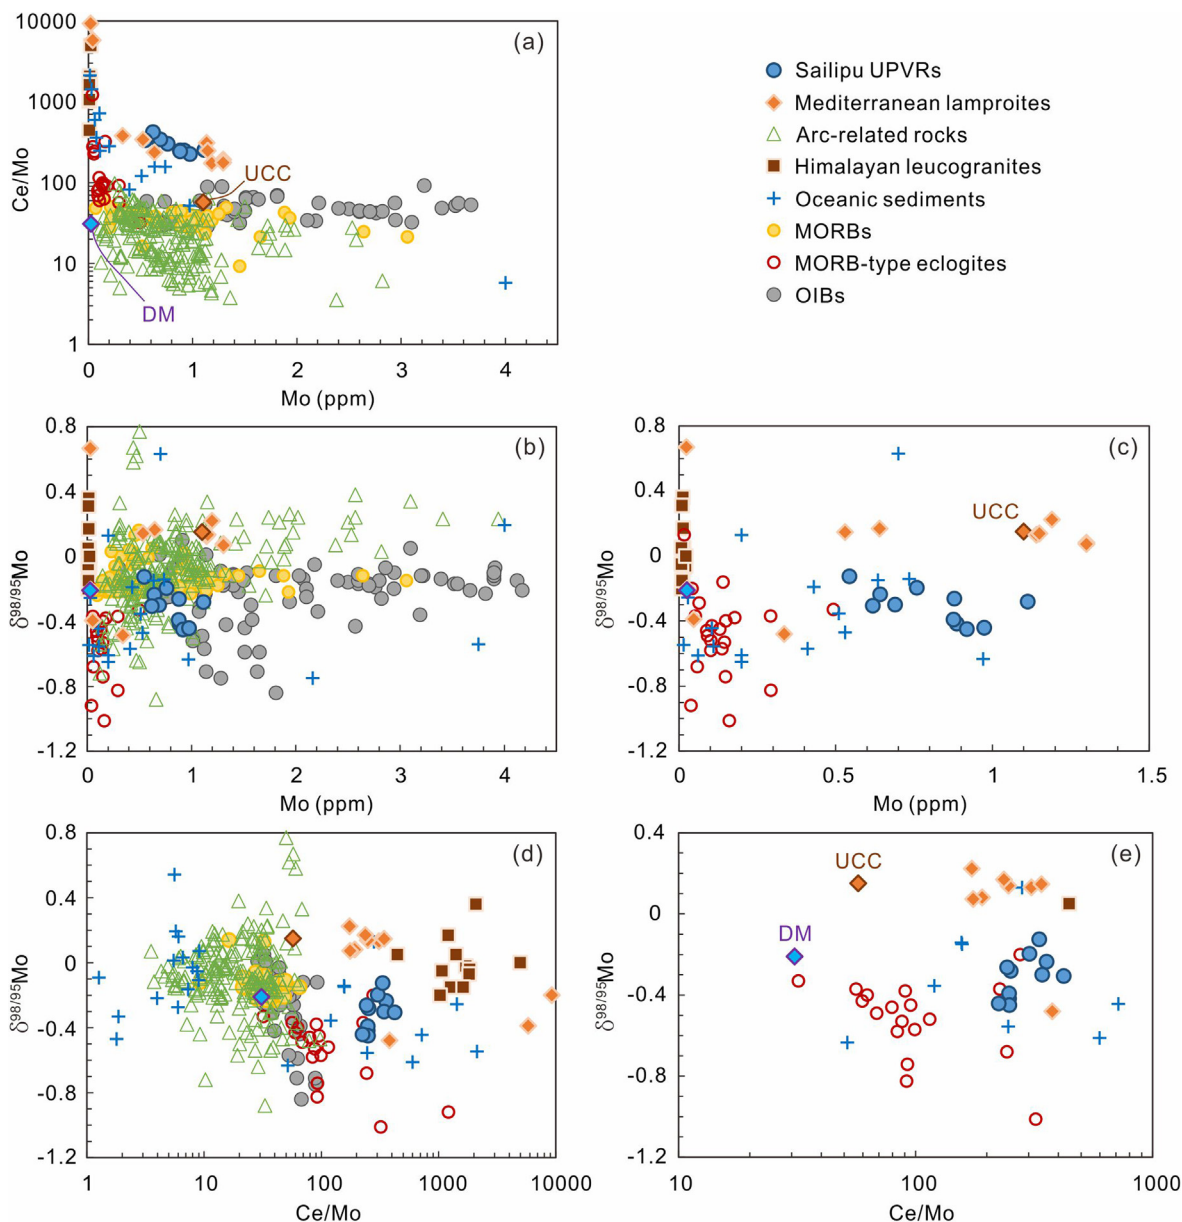 10000
1000
100
10
1
Ce/Mo
(a)
UCC
DM
0
1
2
3
4
Mo (ppm)
Sailipu UPVRs
Mediterranean lamproites
Arc-related rocks
Himalayan leucogranites
Oceanic sediments
MORBs
MORB-type eclogites
OIBs
0.8
0.4
0
-0.4
-0.8
-1.2
δ98/95Mo
(b)
0
1
2
3
4
Mo (ppm)
0.8
0.4
0
-0.4
-0.8
-1.2
δ98/95Mo
(c)
UCC
0
0.5
1
1.5
Mo (ppm)
0.8
0.4
0
-0.4
-0.8
-1.2
δ98/95Mo
(d)
1
10
100
1000
10000
Ce/Mo
0.4
0
-0.4
-0.8
-1.2
δ98/95Mo
(e)
UCC
DM
10
100
1000
Ce/Mo